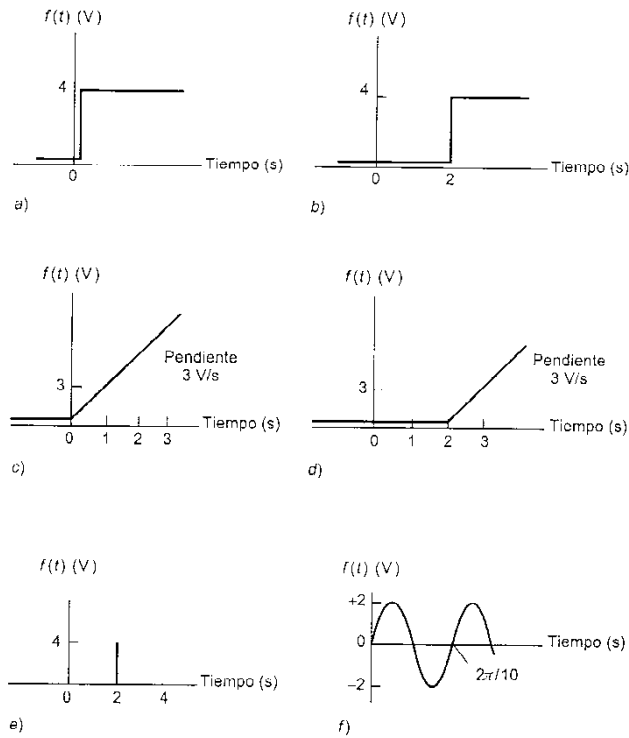 f(t) (V)
4
0
Tiempo (s)
a)
f(t) (V)
4
0 2
Tiempo (s)
b)
f(t) (V)
Pendiente
3 V/s
3
0 1 2 3
Tiempo (s)
c)
f(t) (V)
Pendiente
3 V/s
3
0 1 2 3
Tiempo (s)
d)
f(t) (V)
4
0 2 4
Tiempo (s)
e)
f(t) (V)
+2
0
Tiempo (s)
2π/10
−2
f)